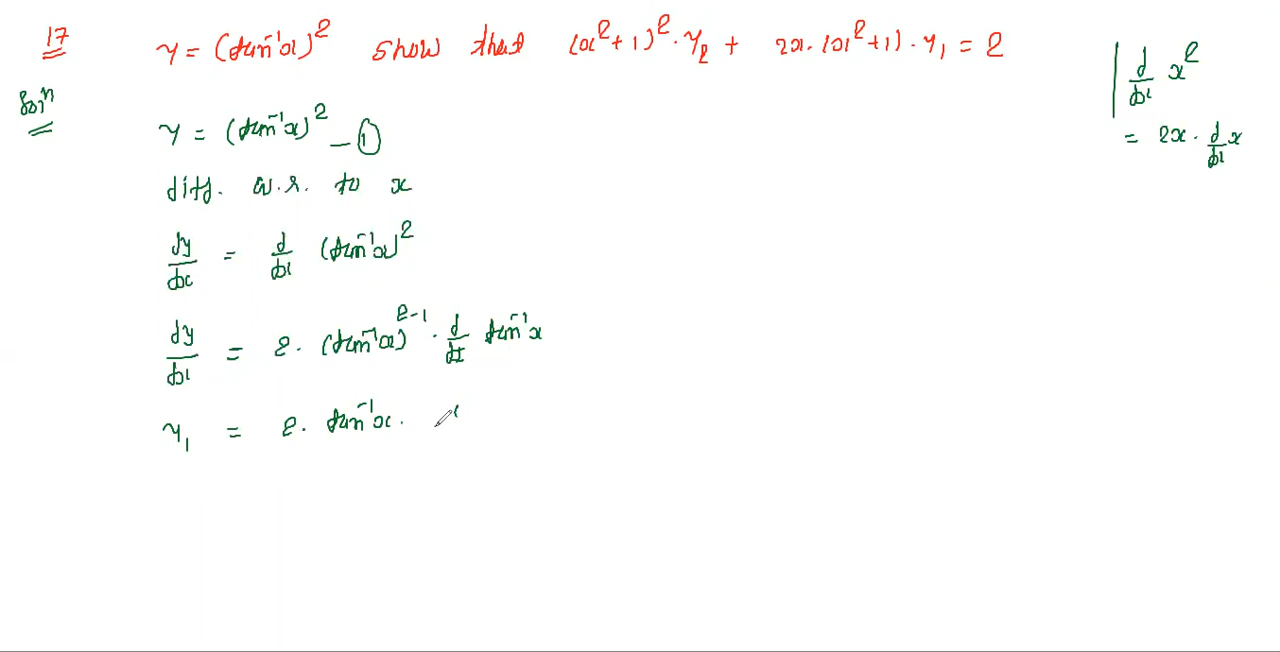 17 y = (tan⁻¹x)² show that (x²+1)². y₂ + 2x. (x²+1). y₁ = 2
Solⁿ
y = (tan⁻¹x)² — ①
diff. w.r. to x
dy/dx = d/dx (tan⁻¹x)²
dy/dx = 2. (tan⁻¹x)²⁻¹ . d/dx tan⁻¹x
y₁ = 2. tan⁻¹x.
d/dx x²
= 2x . d/dx x